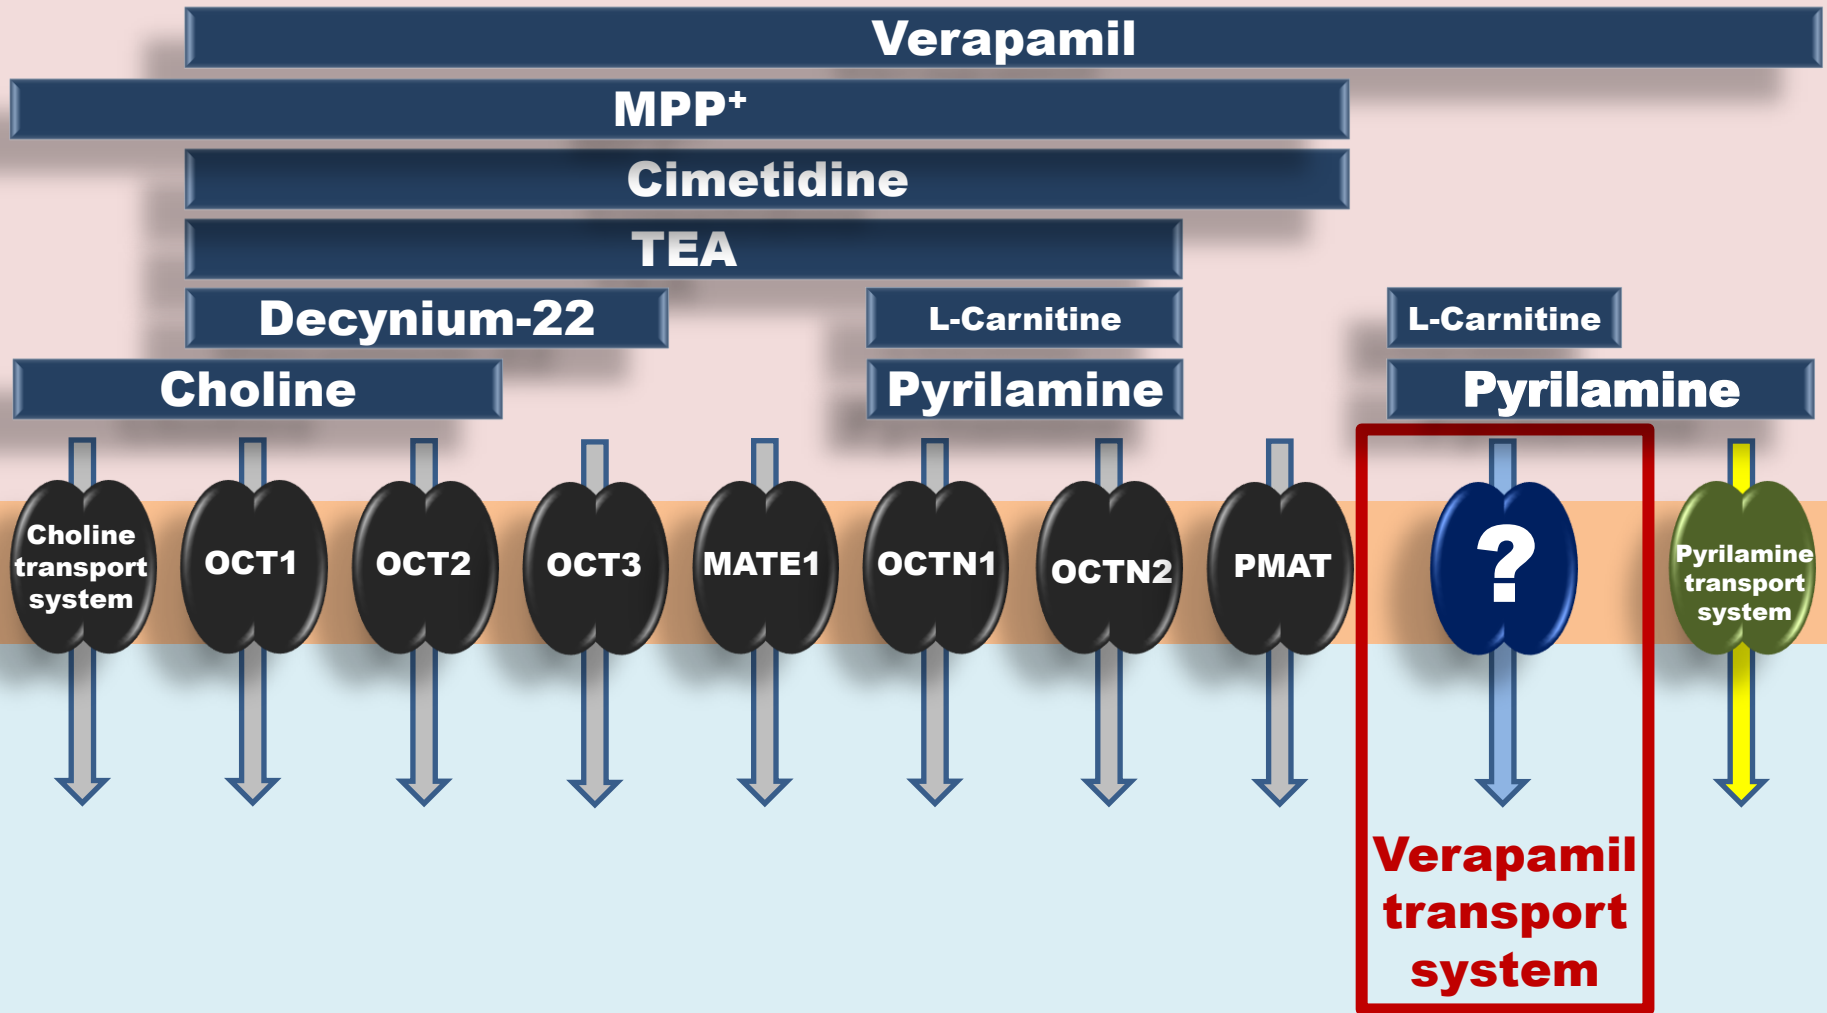 Verapamil
MPP⁺
Cimetidine
TEA
Decynium-22
L-Carnitine
L-Carnitine
Choline
Pyrilamine
Pyrilamine
Choline
transport
system
OCT1
OCT2
OCT3
MATE1
OCTN1
OCTN2
PMAT
?
Pyrilamine
transport
system
Verapamil
transport
system